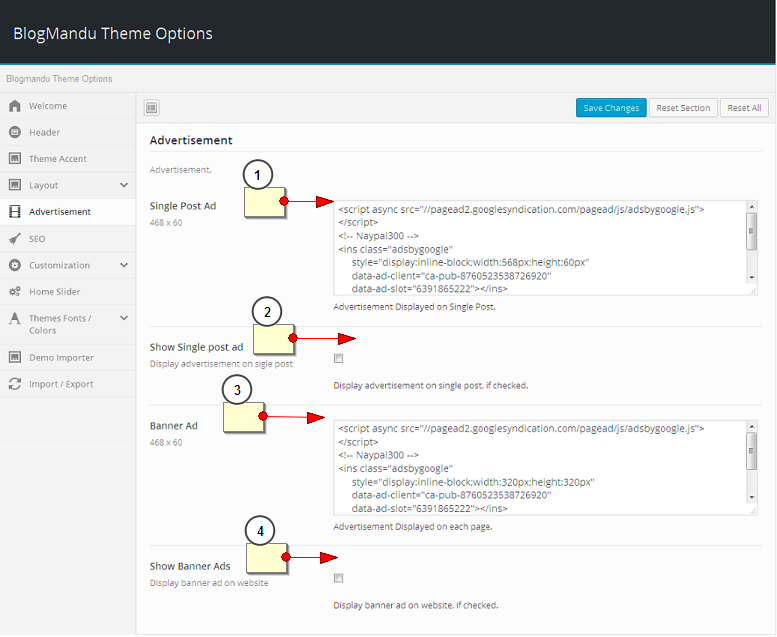 BlogMandu Theme Options
Blogmandu Theme Options
Welcome
Header
Theme Accent
Layout
Advertisement
SEO
Customization
Home Slider
Themes Fonts /
Colors
Demo Importer
Import / Export
Save Changes
Reset Section
Reset All
Advertisement
Advertisement.
1
Single Post Ad
468 x 60
<script async src="//pagead2.googlesyndication.com/pagead/js/adsbygoogle.js">
</script>
<!-- Naypal300 -->
<ins class="adsbygoogle"
style="display:inline-block;width:568px;height:60px"
data-ad-client="ca-pub-8760523538726920"
data-ad-slot="6391865222"></ins>
Advertisement Displayed on Single Post.
2
Show Single post ad
Display advertisement on sigle post
Display advertisement on single post, if checked.
3
Banner Ad
468 x 60
<script async src="//pagead2.googlesyndication.com/pagead/js/adsbygoogle.js">
</script>
<!-- Naypal300 -->
<ins class="adsbygoogle"
style="display:inline-block;width:320px;height:320px"
data-ad-client="ca-pub-8760523538726920"
data-ad-slot="6391865222"></ins>
Advertisement Displayed on each page.
4
Show Banner Ads
Display banner ad on website
Display banner ad on website, if checked.